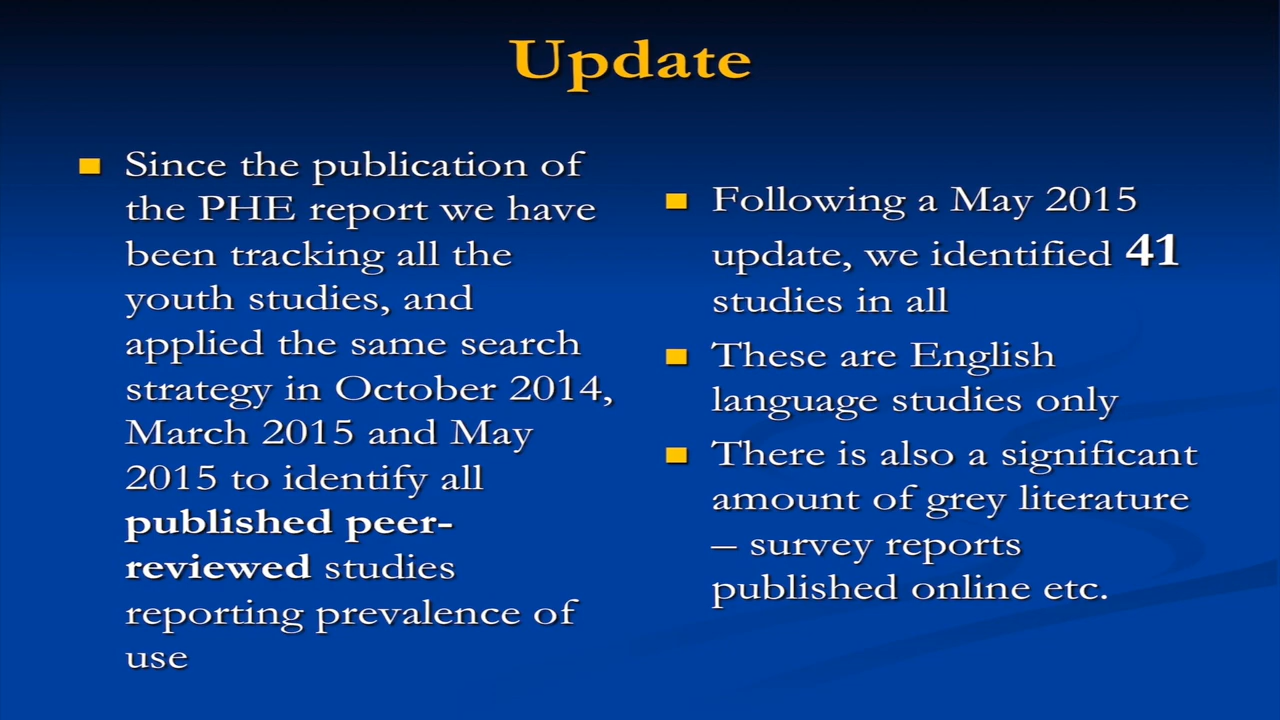 Update
Since the publication of
the PHE report we have
been tracking all the
youth studies, and
applied the same search
strategy in October 2014,
March 2015 and May
2015 to identify all
published peer-
reviewed studies
reporting prevalence of
use
Following a May 2015
update, we identified 41
studies in all
These are English
language studies only
There is also a significant
amount of grey literature
– survey reports
published online etc.